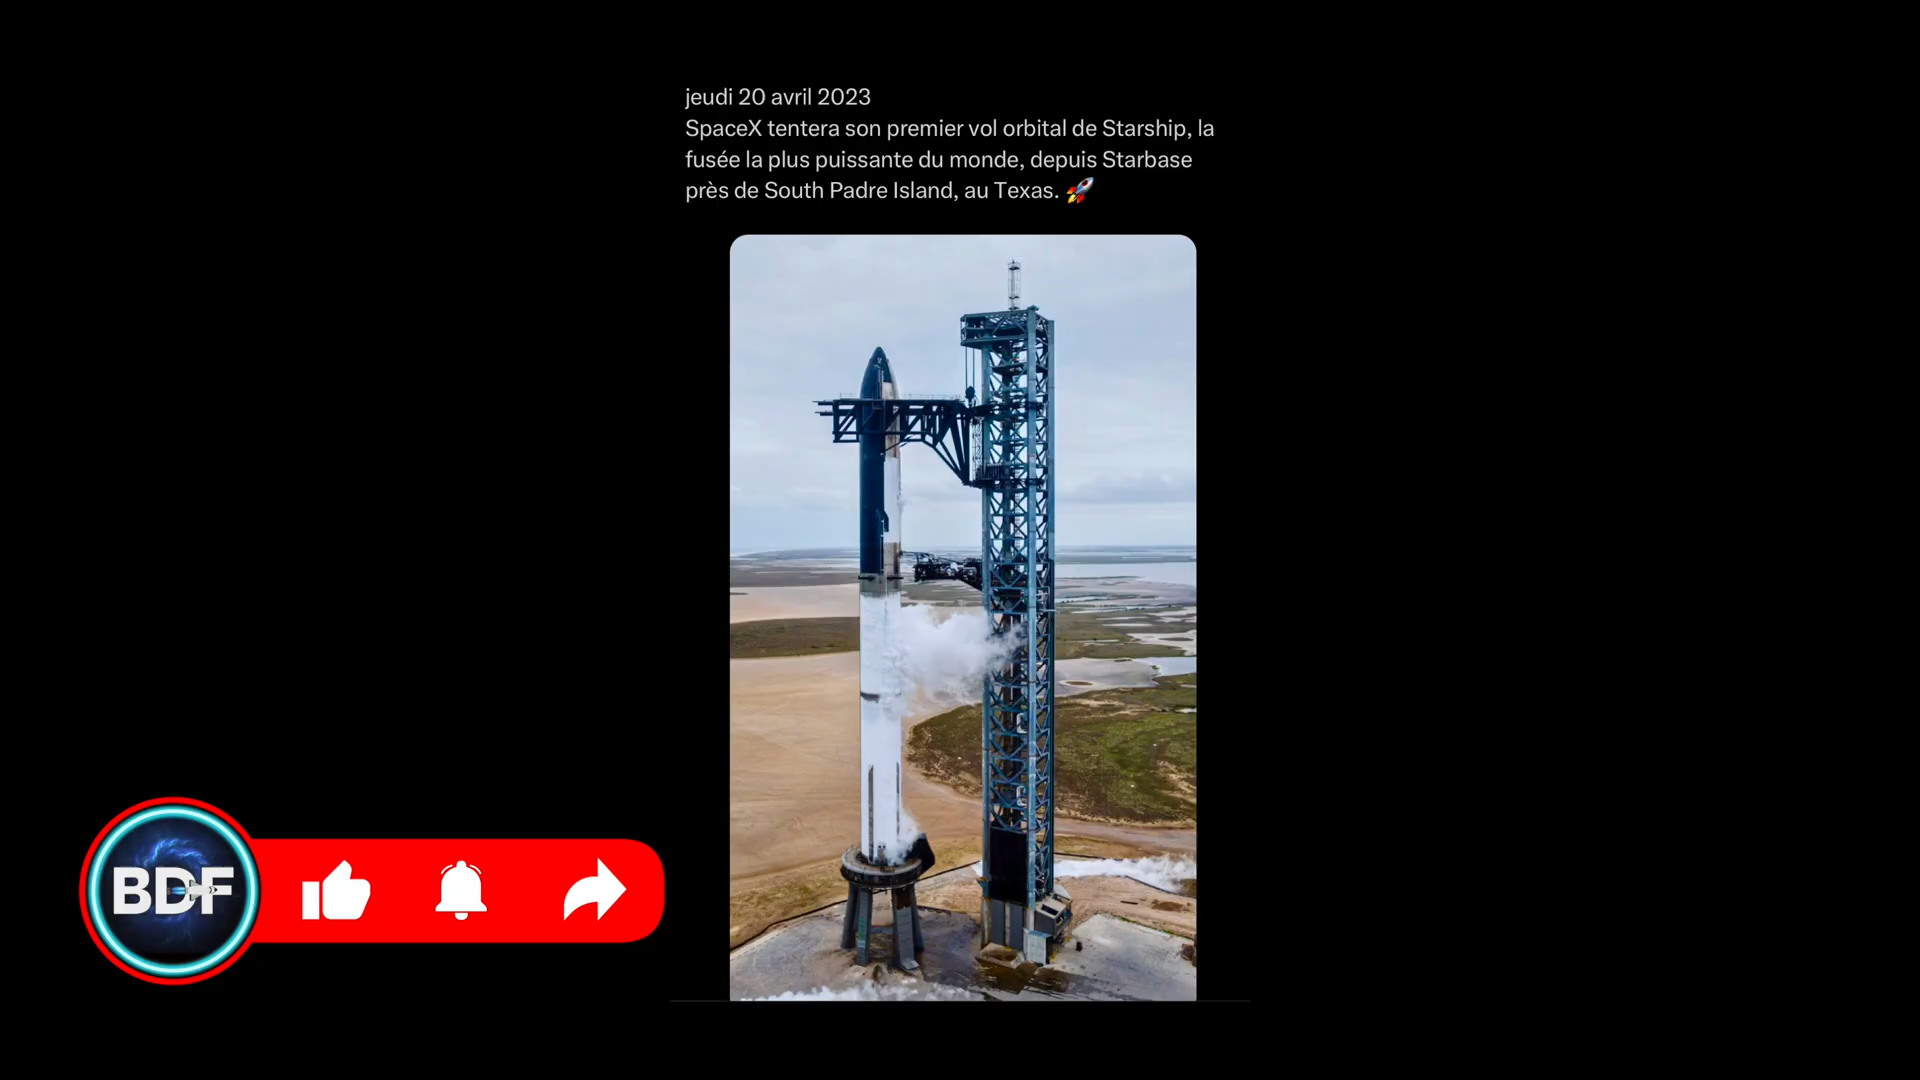 jeudi 20 avril 2023
SpaceX tentera son premier vol orbital de Starship, la
fusée la plus puissante du monde, depuis Starbase
près de South Padre Island, au Texas. 🚀
BDF